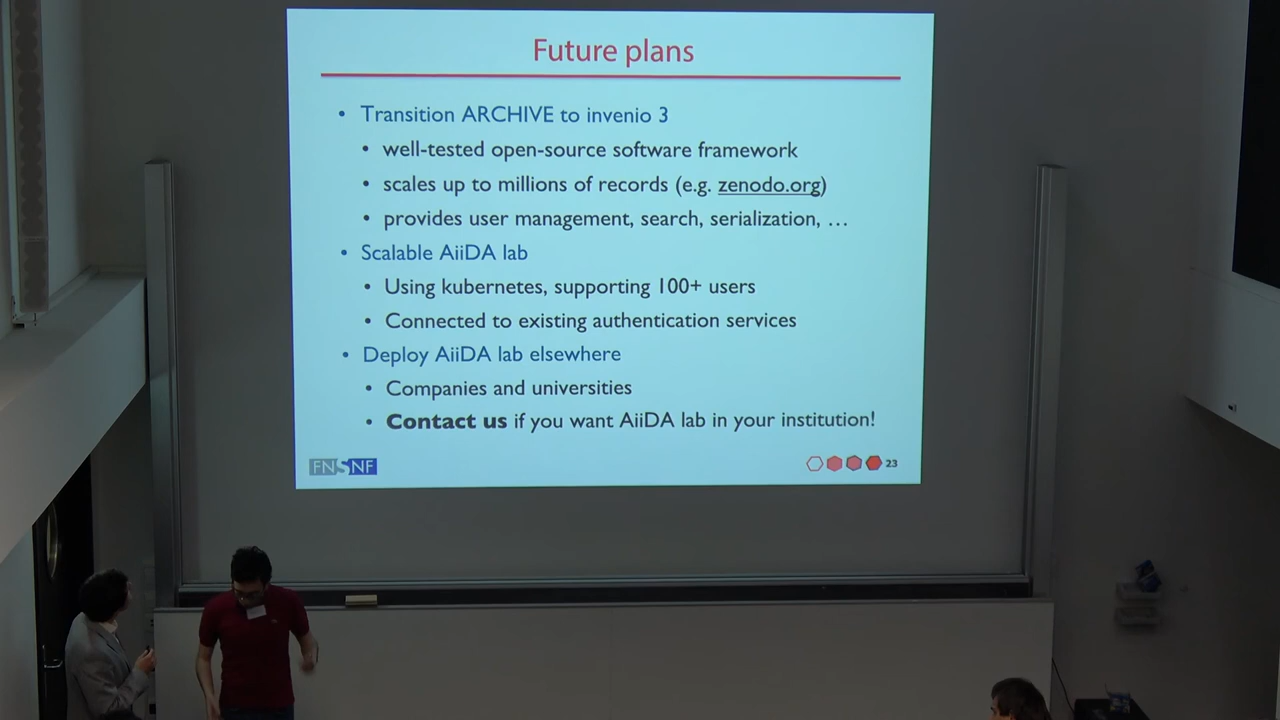 Future plans
• Transition ARCHIVE to invenio 3
• well-tested open-source software framework
• scales up to millions of records (e.g. zenodo.org)
• provides user management, search, serialization, …
• Scalable AiiDA lab
• Using kubernetes, supporting 100+ users
• Connected to existing authentication services
• Deploy AiiDA lab elsewhere
• Companies and universities
• Contact us if you want AiiDA lab in your institution!
FNSNF
23